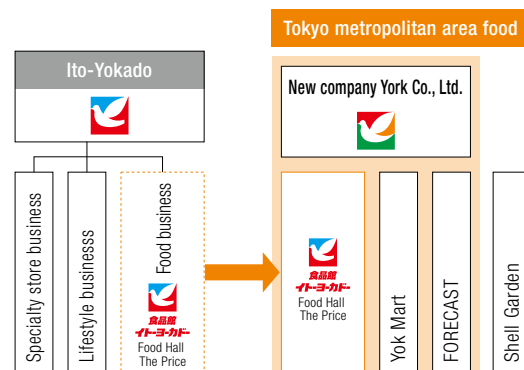 Tokyo metropolitan area food
Ito-Yokado
New company York Co., Ltd.
Specialty store business
Lifestyle businesss
Food business
食品館
イトーヨーカドー
Food Hall
The Price
食品館
イトーヨーカドー
Food Hall
The Price
Yok Mart
FORECAST
Shell Garden